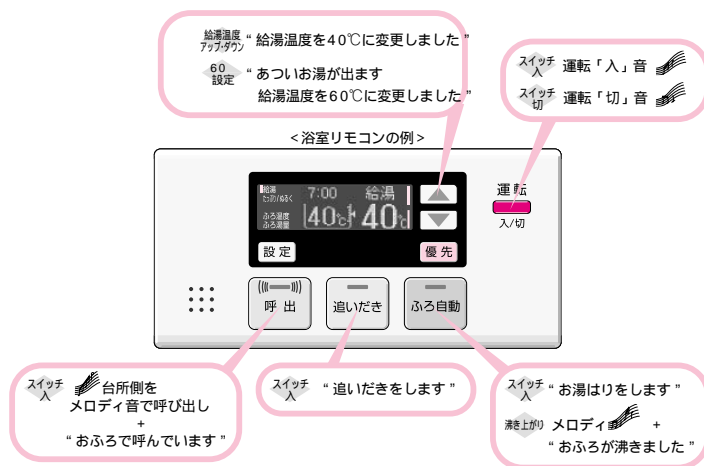 給湯温度
アップ・ダウン
“ 給湯温度を40℃に変更しました ”
60
設定
“ あついお湯が出ます
給湯温度を60℃に変更しました ”
スイッチ
入
運転「入」音
スイッチ
切
運転「切」音
<浴室リモコンの例>
給湯
たっぷり/ぬるく
7:00
給湯
ふろ温度
ふろ湯量
40℃
40℃
設定
優先
運転
入/切
呼出
追いだき
ふろ自動
スイッチ
入
台所側を
メロディ音で呼び出し
+
“ おふろで呼んでいます ”
スイッチ
入
“ 追いだきをします ”
スイッチ
入
“ お湯はりをします ”
沸き上がり
メロディ
+
“ おふろが沸きました ”